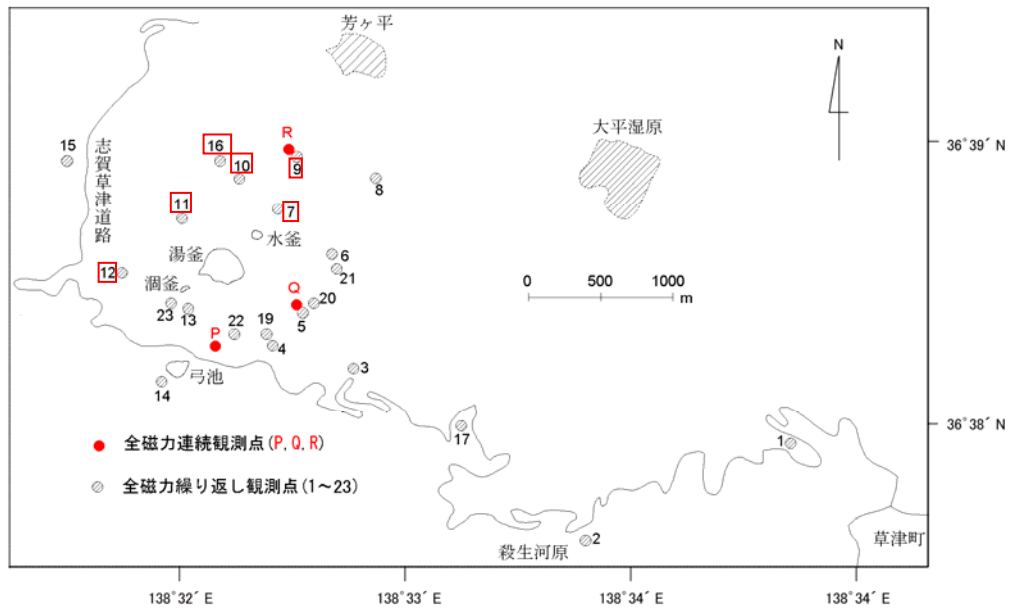 芳ヶ平
N
大平湿原
R
15
16
10
9
36°39′ N
志賀草津道路
8
11
7
水釜
湯釜
6
12
21
涸釜
Q
20
0 500 1000
m
23
13
5
P
22
19
4
弓池
3
14
36°38′ N
17
全磁力連続観測点(P, Q, R)
1
全磁力繰り返し観測点(1~23)
2
殺生河原
草津町
138°32′ E
138°33′ E
138°34′ E
138°34′ E